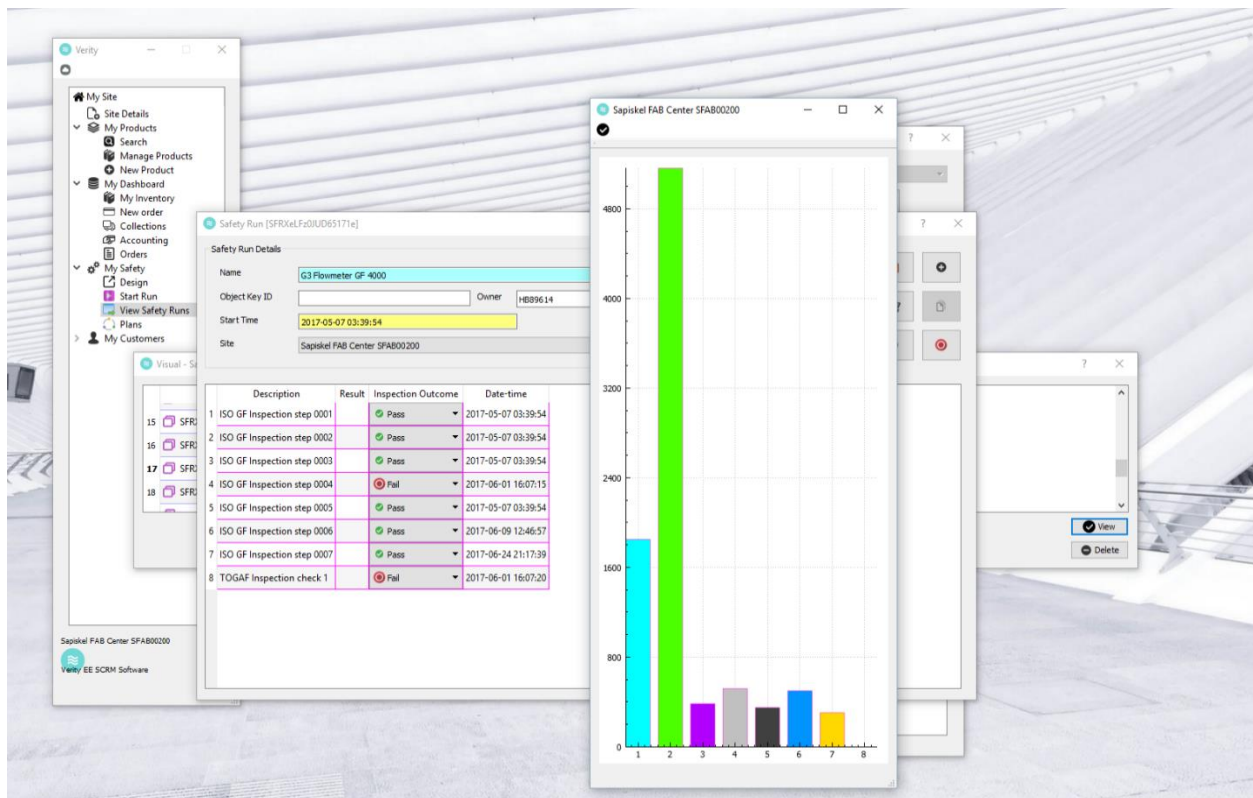 Verity
My Site
Site Details
My Products
Search
Manage Products
New Product
My Dashboard
My Inventory
New order
Collections
Accounting
Orders
My Safety
Design
Start Run
View Safety Runs
Plans
My Customers
Sapiskel FAB Center SFAB00200
Verity EE SCRM Software
Safety Run Details
Name G3 Flowmeter GF 4000
Object Key ID Owner HB89614
Start Time 2017-05-07 03:39:54
Site Sapiskel FAB Center SFAB00200
Description Result Inspection Outcome Date-time
1 ISO GF Inspection step 0001 Pass 2017-05-07 03:39:54
2 ISO GF Inspection step 0002 Pass 2017-05-07 03:39:54
3 ISO GF Inspection step 0003 Pass 2017-05-07 03:39:54
4 ISO GF Inspection step 0004 Fail 2017-06-01 16:07:15
5 ISO GF Inspection step 0005 Pass 2017-05-07 03:39:54
6 ISO GF Inspection step 0006 Pass 2017-06-09 12:46:57
7 ISO GF Inspection step 0007 Pass 2017-06-24 21:17:39
8 TOGAF Inspection check 1 Fail 2017-06-01 16:07:20
Visual - Sa
15 SFRX
16 SFRX
17 SFRX
18 SFRX
View
Delete
Sapiskel FAB Center SFAB00200
4800
4000
3200
2400
1600
800
0
1 2 3 4 5 6 7 8